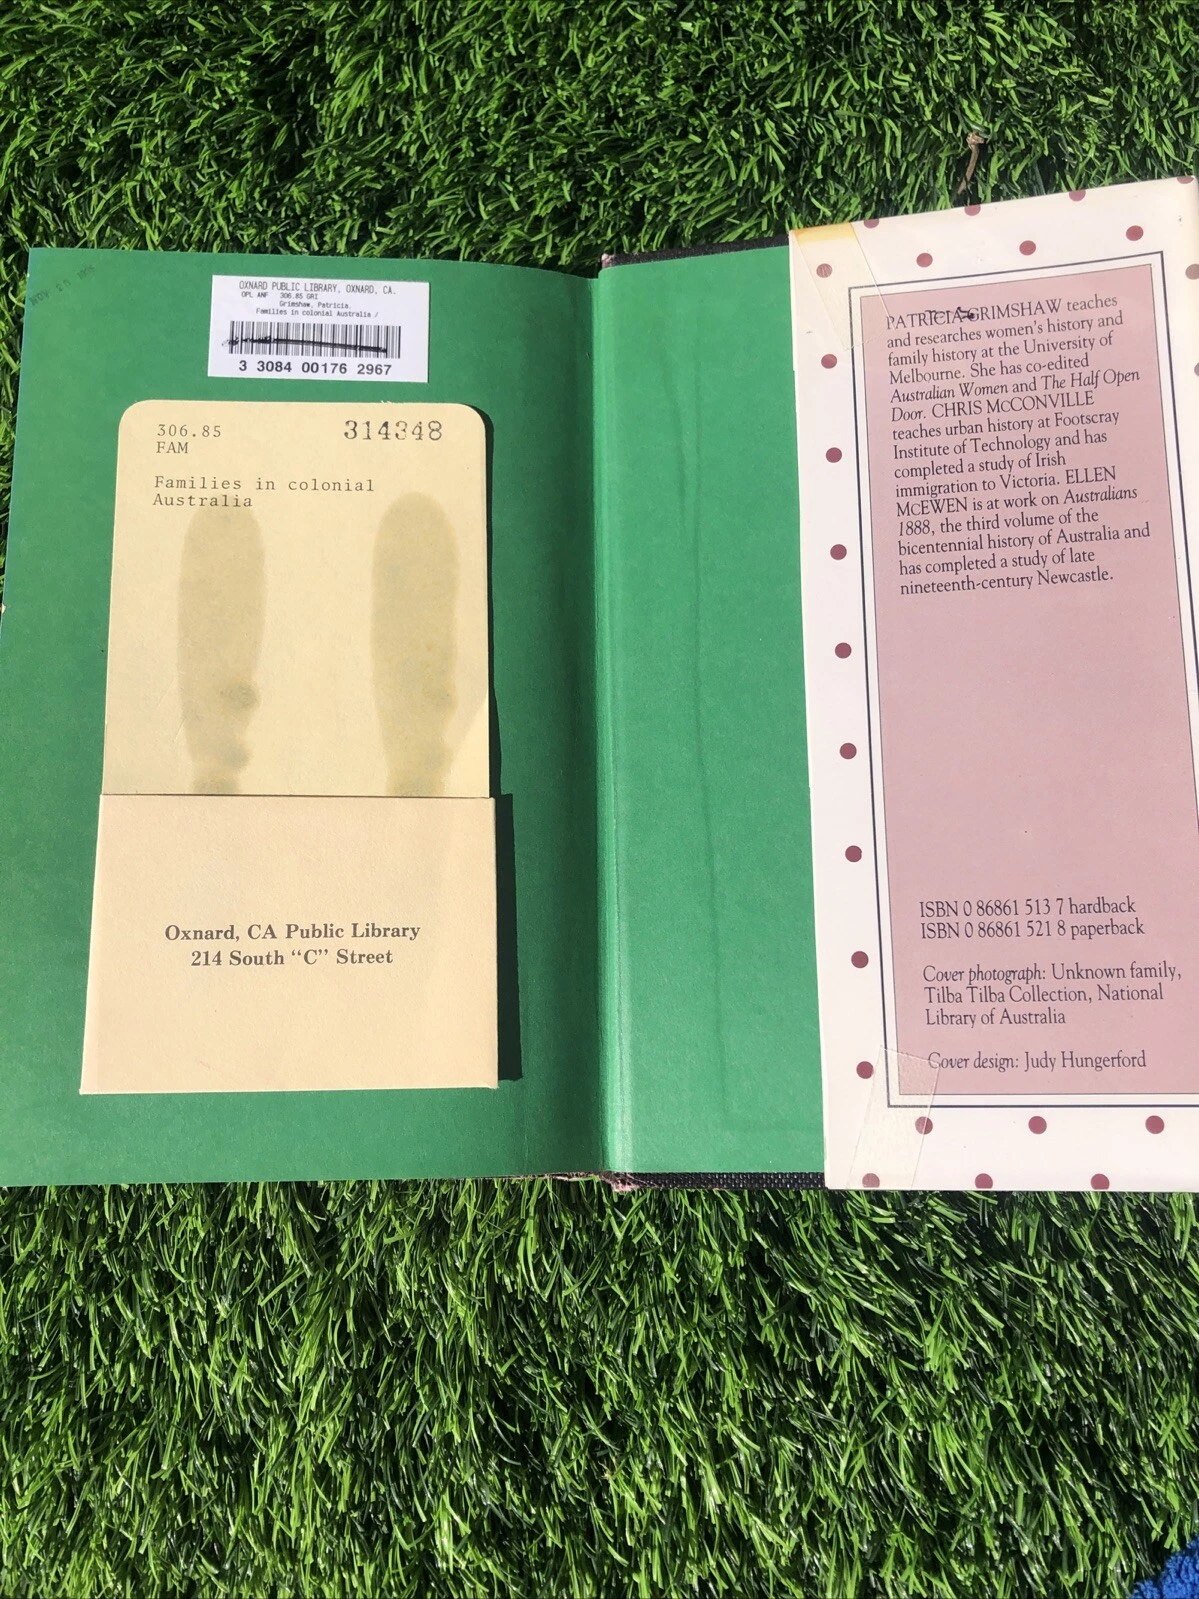 OXNARD PUBLIC LIBRARY, OXNARD, CA.
OPL ANF 306.85 GRI
Grimshaw, Patricia.
Families in colonial Australia /
3 3084 00176 2967
306.85 314348
FAM
Families in colonial
Australia
Oxnard, CA Public Library
214 South “C” Street
PATRICIA GRIMSHAW teaches
and researches women's history and
family history at the University of
Melbourne. She has co-edited
Australian Women and The Half Open
Door. CHRIS McCONVILLE
teaches urban history at Footscray
Institute of Technology and has
completed a study of Irish
immigration to Victoria. ELLEN
McEWEN is at work on Australians
1888, the third volume of the
bicentennial history of Australia and
has completed a study of late
nineteenth-century Newcastle.
ISBN 0 86861 513 7 hardback
ISBN 0 86861 521 8 paperback
Cover photograph: Unknown family,
Tilba Tilba Collection, National
Library of Australia
Cover design: Judy Hungerford